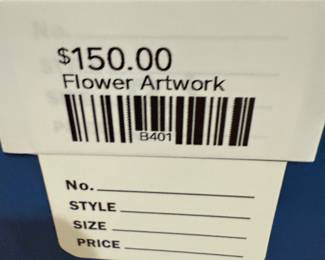 $150.00
Flower Artwork
B401
No.
STYLE
SIZE
PRICE